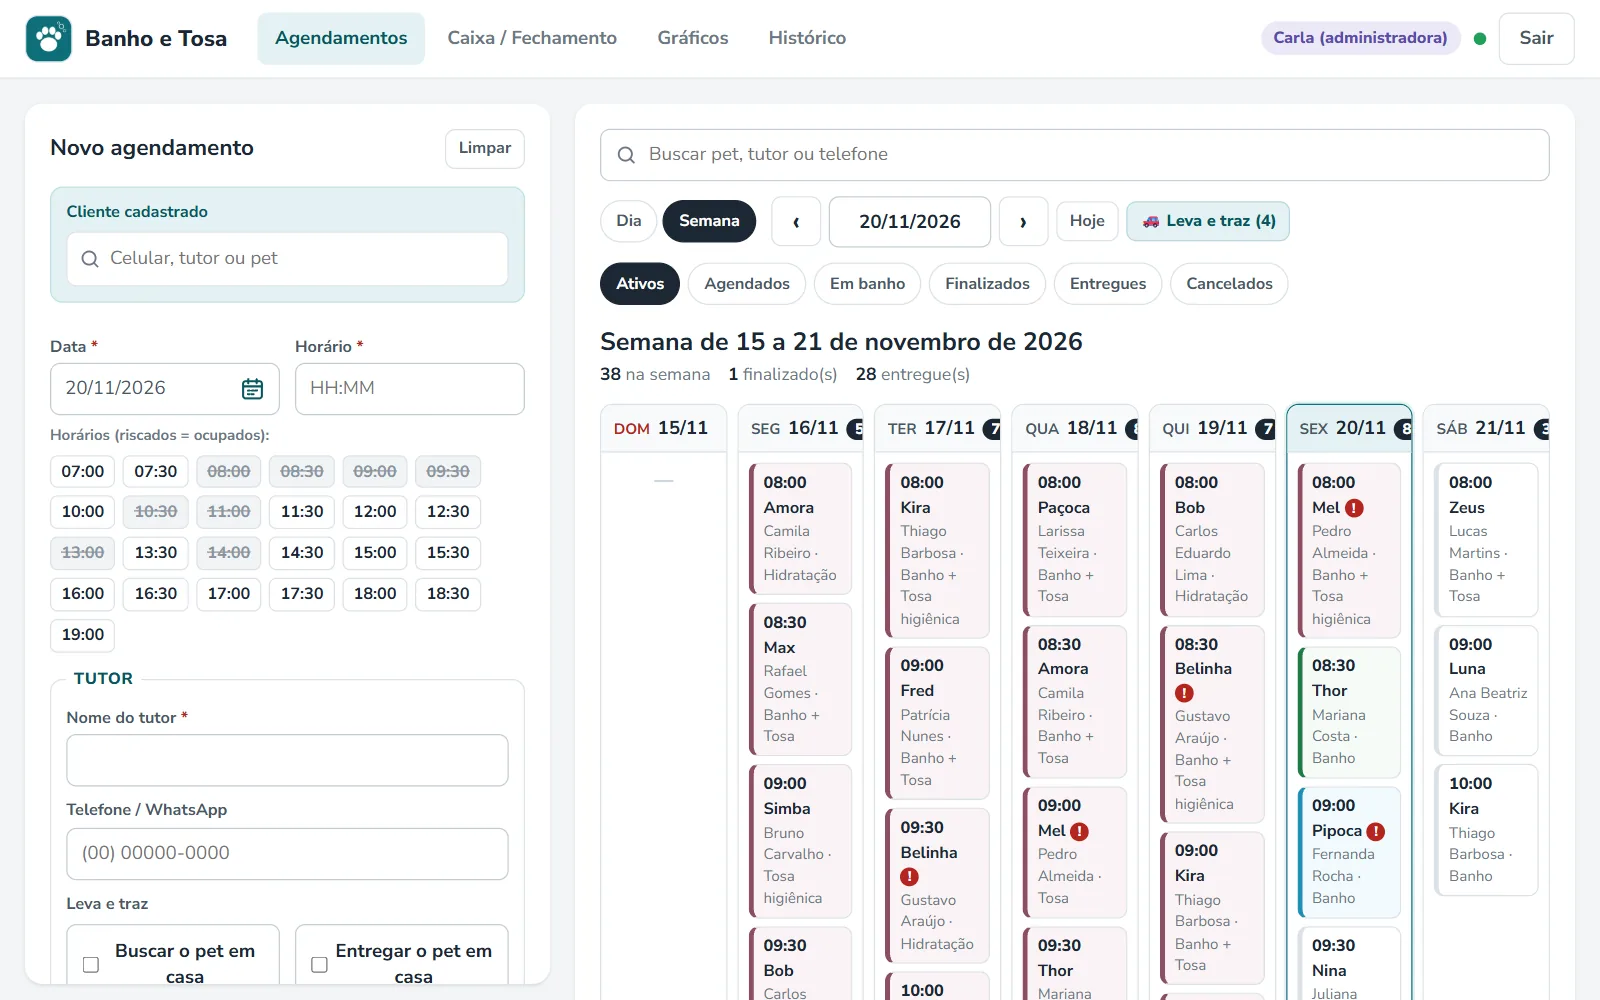 Banho e Tosa
Agendamentos
Caixa / Fechamento
Gráficos
Histórico
Carla (administradora)
Sair
Novo agendamento
Limpar
Cliente cadastrado
Celular, tutor ou pet
Data *
Horário *
20/11/2026
HH:MM
Horários (riscados = ocupados):
07:00 07:30 08:00 08:30 09:00 09:30
10:00 10:30 11:00 11:30 12:00 12:30
13:00 13:30 14:00 14:30 15:00 15:30
16:00 16:30 17:00 17:30 18:00 18:30
19:00
TUTOR
Nome do tutor *
Telefone / WhatsApp
(00) 00000-0000
Leva e traz
Buscar o pet em
casa
Entregar o pet em
casa
Buscar pet, tutor ou telefone
Dia
Semana
‹
20/11/2026
›
Hoje
Leva e traz (4)
Ativos
Agendados
Em banho
Finalizados
Entregues
Cancelados
Semana de 15 a 21 de novembro de 2026
38 na semana 1 finalizado(s) 28 entregue(s)
DOM 15/11
—
SEG 16/11 5
08:00
Amora
Camila
Ribeiro ·
Hidratação
08:30
Max
Rafael
Gomes ·
Banho +
Tosa
09:00
Simba
Bruno
Carvalho ·
Tosa
higiênica
09:30
Bob
Carlos
TER 17/11 7
08:00
Kira
Thiago
Barbosa ·
Banho +
Tosa
higiênica
09:00
Fred
Patrícia
Nunes ·
Banho +
Tosa
09:30
Belinha
!
Gustavo
Araújo ·
Hidratação
10:00
QUA 18/11 8
08:00
Paçoca
Larissa
Teixeira ·
Banho +
Tosa
08:30
Amora
Camila
Ribeiro ·
Banho +
Tosa
09:00
Mel !
Pedro
Almeida ·
Tosa
09:30
Thor
Mariana
QUI 19/11 7
08:00
Bob
Carlos
Eduardo
Lima ·
Hidratação
08:30
Belinha
!
Gustavo
Araújo ·
Banho +
Tosa
higiênica
09:00
Kira
Thiago
Barbosa ·
Banho +
Tosa
SEX 20/11 8
08:00
Mel !
Pedro
Almeida ·
Banho +
Tosa
higiênica
08:30
Thor
Mariana
Costa ·
Banho
09:00
Pipoca !
Fernanda
Rocha ·
Banho
09:30
Nina
Juliana
SÁB 21/11 3
08:00
Zeus
Lucas
Martins ·
Banho +
Tosa
09:00
Luna
Ana Beatriz
Souza ·
Banho
10:00
Kira
Thiago
Barbosa ·
Banho